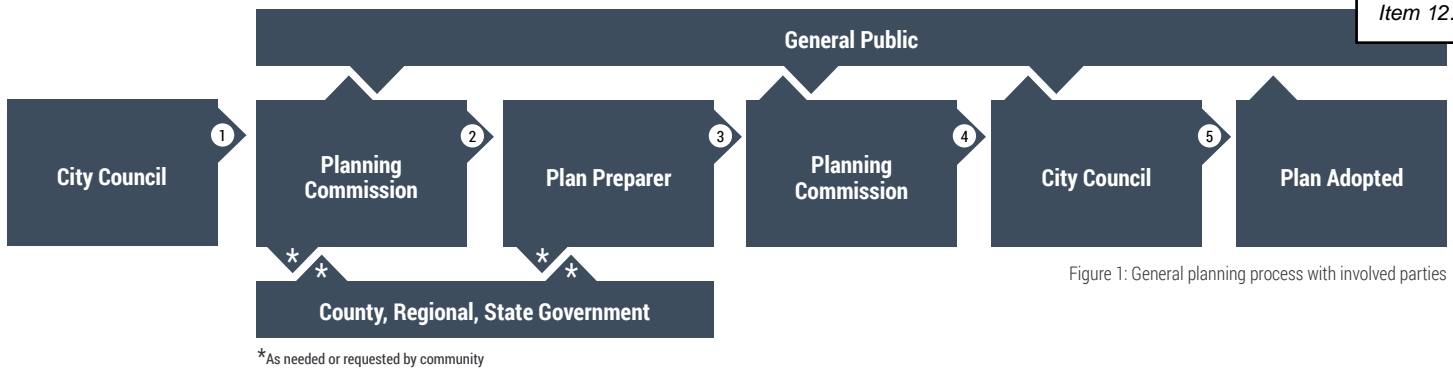 Item 12.
General Public
City Council
1
Planning
Commission
2
Plan Preparer
3
Planning
Commission
4
City Council
5
Plan Adopted
*
*
*
*
Figure 1: General planning process with involved parties
County, Regional, State Government
*As needed or requested by community